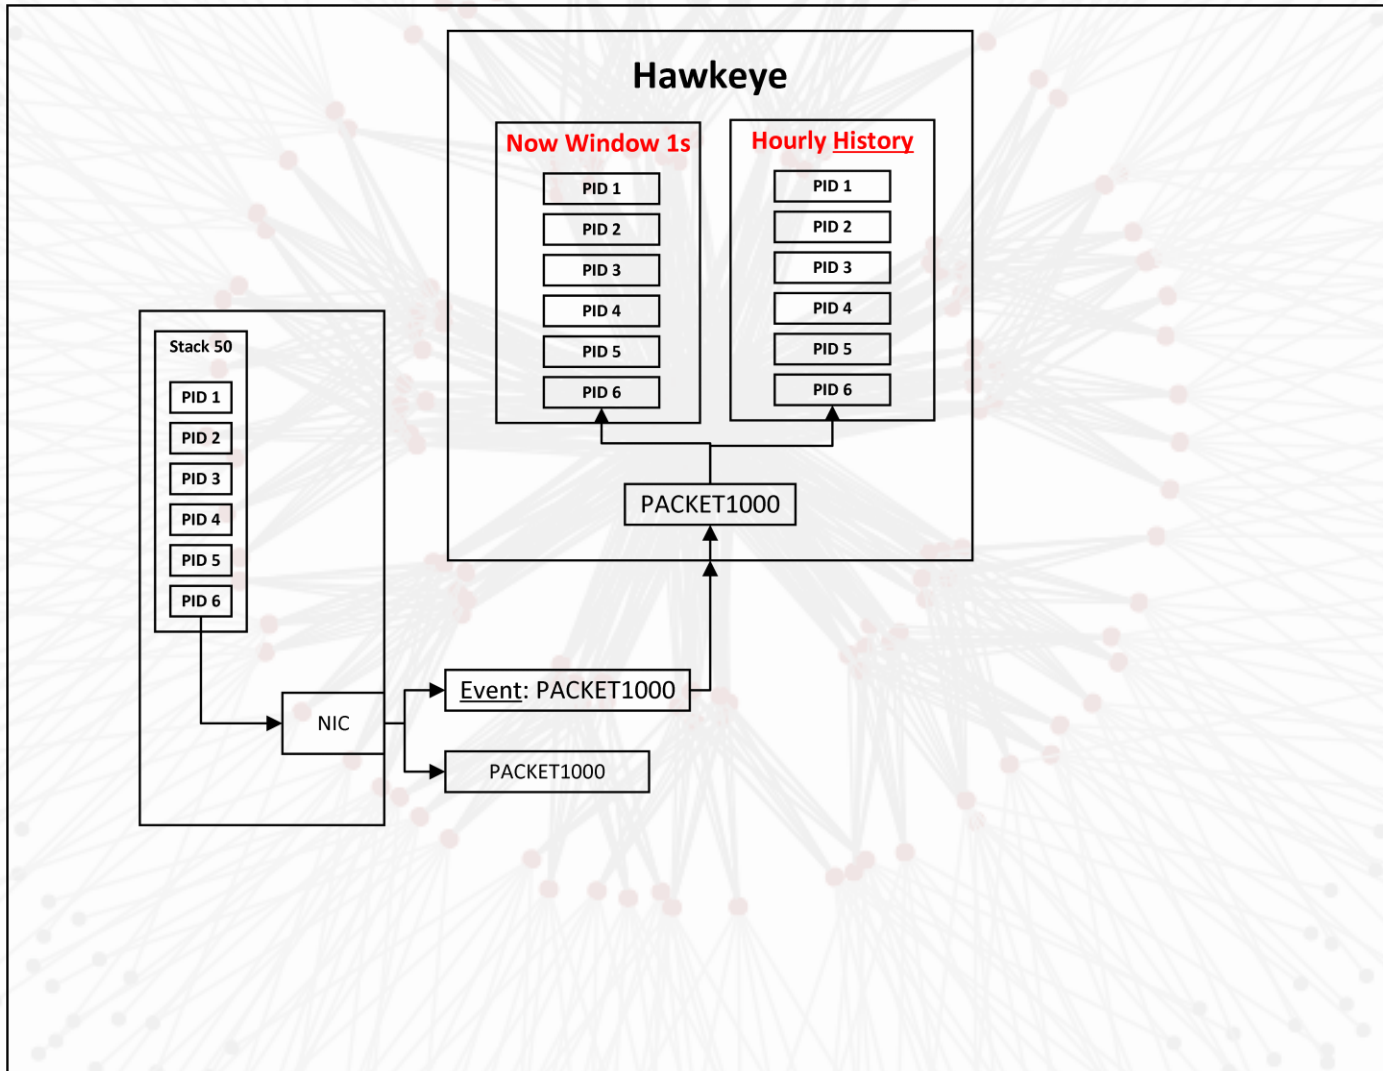 Hawkeye
Now Window 1s
PID 1
PID 2
PID 3
PID 4
PID 5
PID 6
Hourly History
PID 1
PID 2
PID 3
PID 4
PID 5
PID 6
PACKET1000
Stack 50
PID 1
PID 2
PID 3
PID 4
PID 5
PID 6
NIC
Event: PACKET1000
PACKET1000